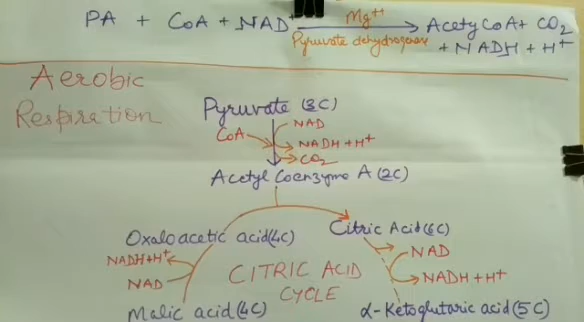 PA + CoA + NAD⁺ Mg⁺⁺ Acety CoA + CO₂
Pyruvate dehydrogenase + NADH + H⁺
Aerobic
Respiration
Pyruvate (3C)
CoA NAD
NADH + H⁺
CO₂
Acetyl Coenzyme A (2C)
Oxaloacetic acid (4C) Citric Acid (6C)
NADH+H⁺ NAD
NAD CITRIC ACID NADH + H⁺
CYCLE
Malic acid (4C) α-Ketoglutaric acid (5C)